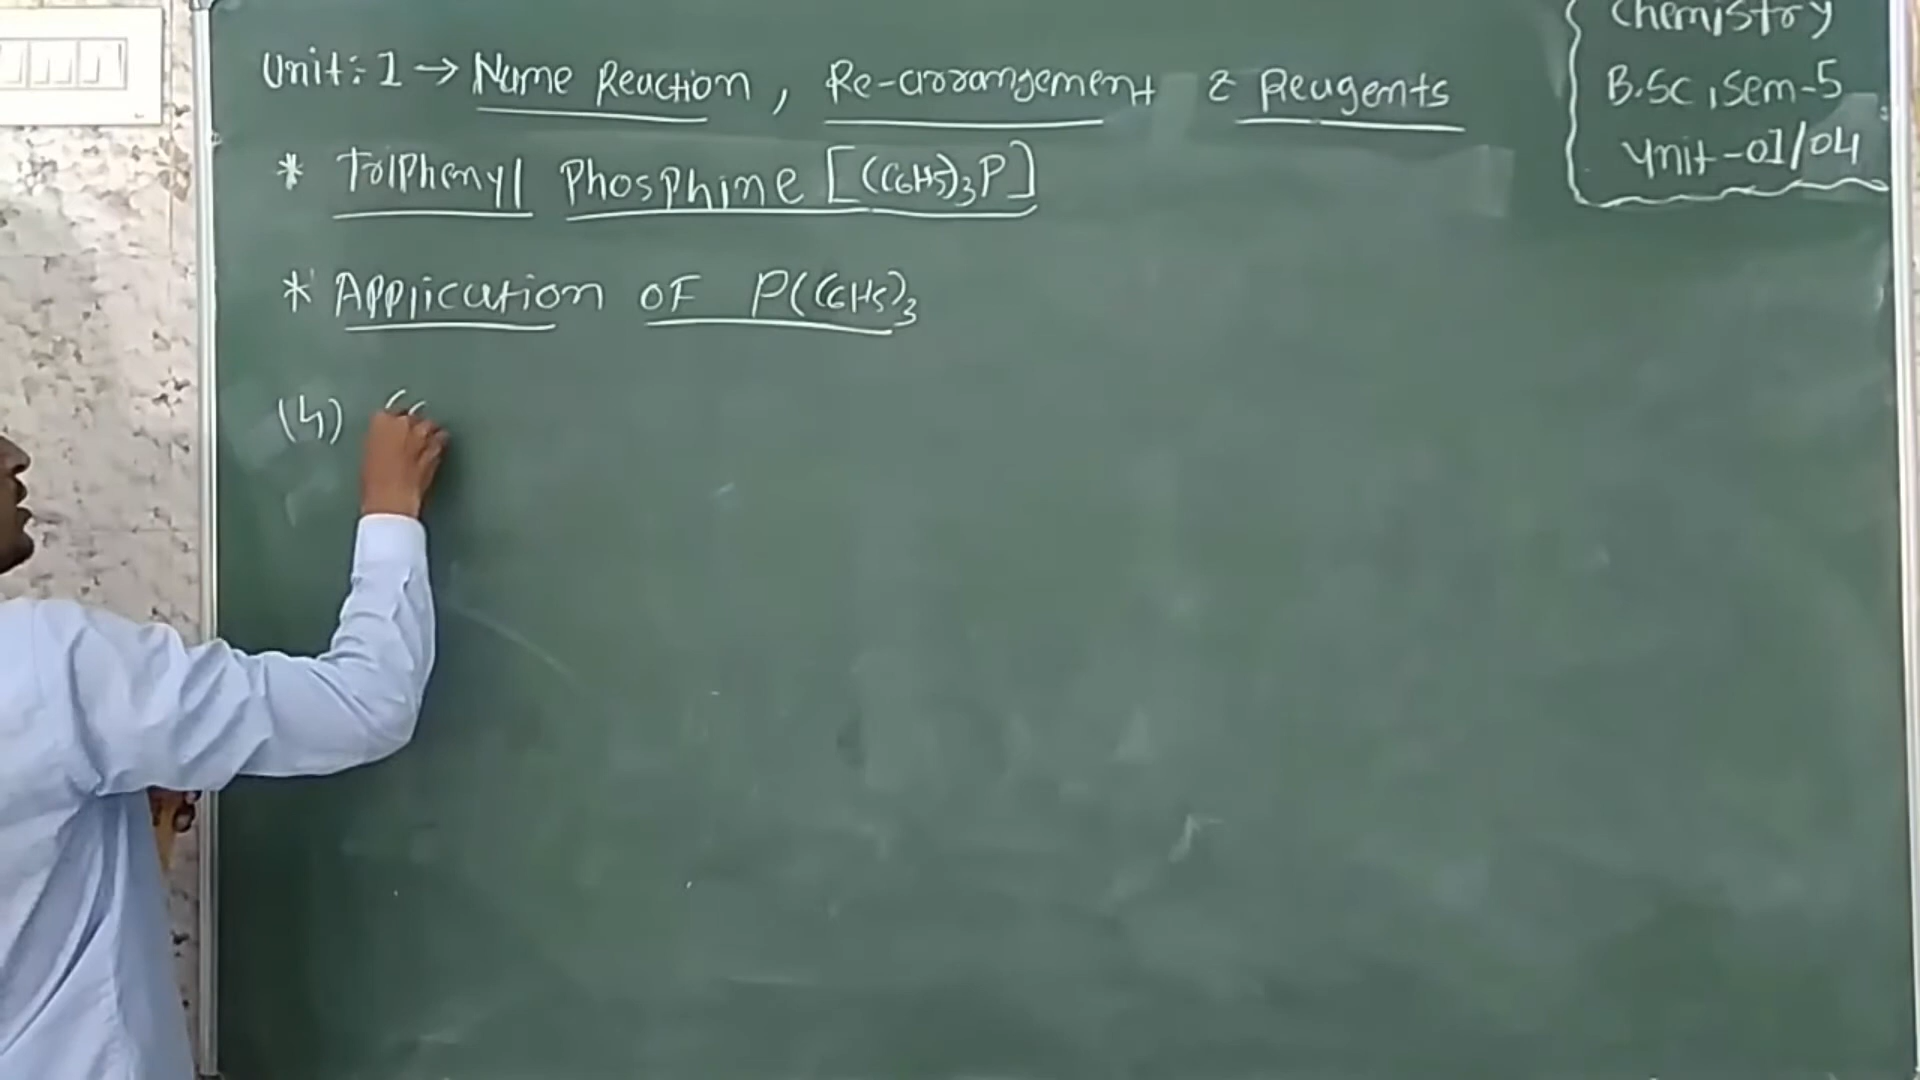 Unit: 1 → Name Reaction, Re-arrangement & Reagents
* Triphenyl Phosphine [(C6H5)3P]
* Application OF P(C6H5)3
(4) (C
Chemistry
B.Sc, Sem-5
Unit-01/04